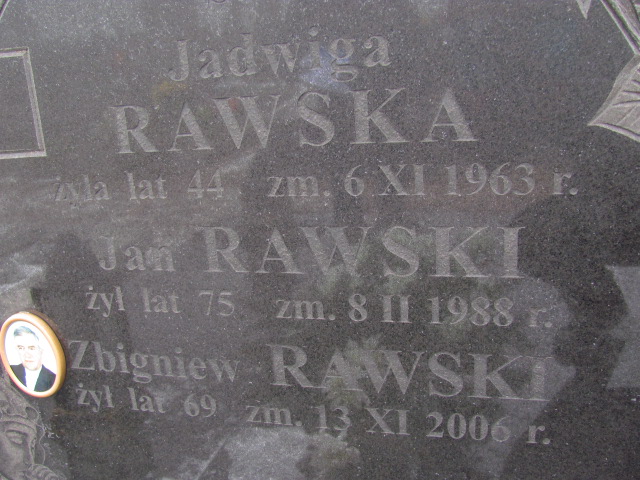 Jadwiga
RAWSKA
żyła lat 44 zm. 6 XI 1963 r.
Jan RAWSKI
żył lat 75 zm. 8 II 1988 r.
Zbigniew RAWSKI
żył lat 69 zm. 13 XI 2006 r.